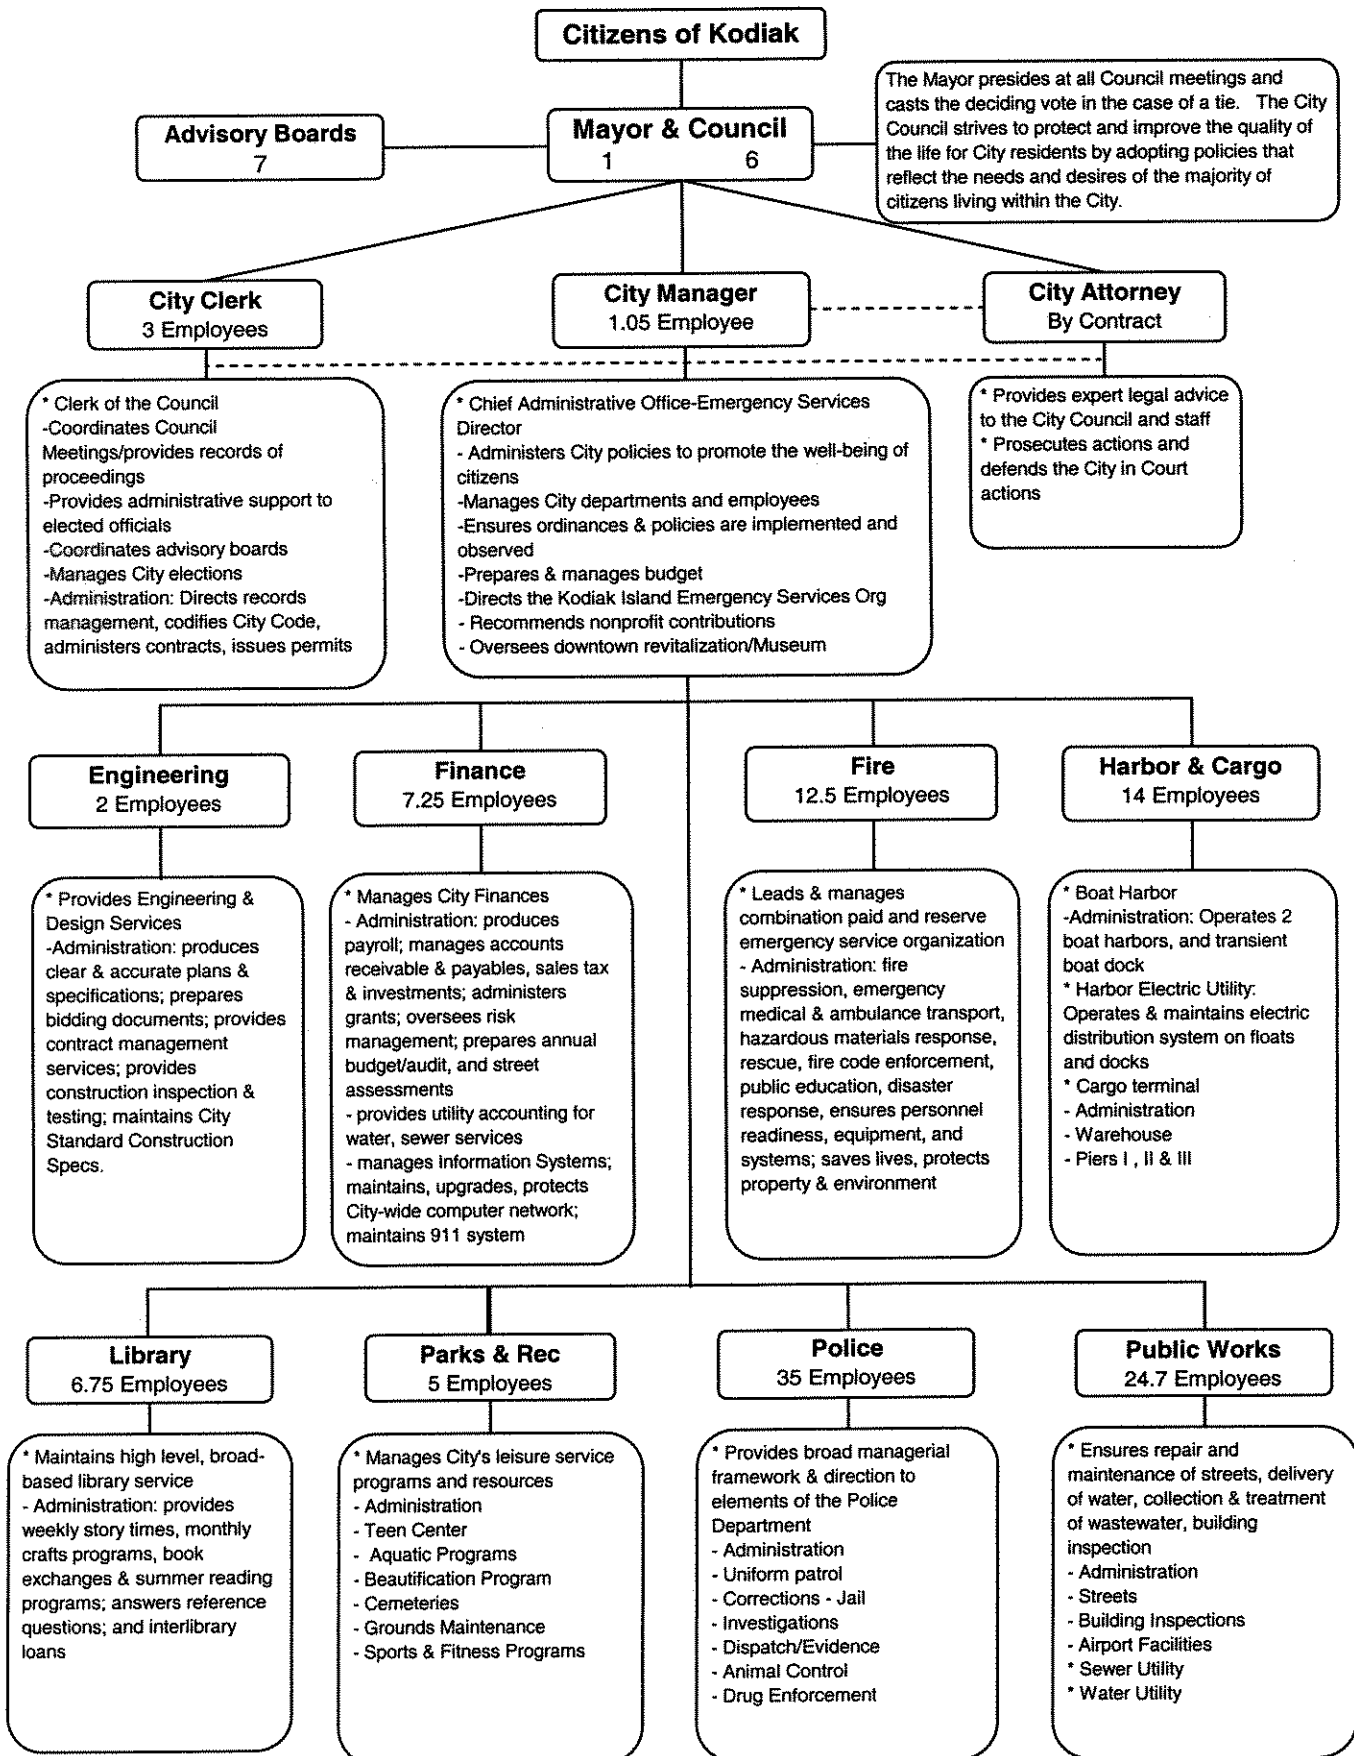 Citizens of Kodiak
The Mayor presides at all Council meetings and
casts the deciding vote in the case of a tie. The City
Council strives to protect and improve the quality of
the life for City residents by adopting policies that
reflect the needs and desires of the majority of
citizens living within the City.
Advisory Boards
7
Mayor & Council
1 6
City Clerk
3 Employees
City Manager
1.05 Employee
City Attorney
By Contract
* Clerk of the Council
-Coordinates Council
Meetings/provides records of
proceedings
-Provides administrative support to
elected officials
-Coordinates advisory boards
-Manages City elections
-Administration: Directs records
management, codifies City Code,
administers contracts, issues permits
* Chief Administrative Office-Emergency Services
Director
- Administers City policies to promote the well-being of
citizens
-Manages City departments and employees
-Ensures ordinances & policies are implemented and
observed
-Prepares & manages budget
-Directs the Kodiak Island Emergency Services Org
- Recommends nonprofit contributions
- Oversees downtown revitalization/Museum
* Provides expert legal advice
to the City Council and staff
* Prosecutes actions and
defends the City in Court
actions
Engineering
2 Employees
Finance
7.25 Employees
Fire
12.5 Employees
Harbor & Cargo
14 Employees
* Provides Engineering &
Design Services
-Administration: produces
clear & accurate plans &
specifications; prepares
bidding documents; provides
contract management
services; provides
construction inspection &
testing; maintains City
Standard Construction
Specs.
* Manages City Finances
- Administration: produces
payroll; manages accounts
receivable & payables, sales tax
& investments; administers
grants; oversees risk
management; prepares annual
budget/audit, and street
assessments
- provides utility accounting for
water, sewer services
- manages Information Systems;
maintains, upgrades, protects
City-wide computer network;
maintains 911 system
* Leads & manages
combination paid and reserve
emergency service organization
- Administration: fire
suppression, emergency
medical & ambulance transport,
hazardous materials response,
rescue, fire code enforcement,
public education, disaster
response, ensures personnel
readiness, equipment, and
systems; saves lives, protects
property & environment
* Boat Harbor
-Administration: Operates 2
boat harbors, and transient
boat dock
* Harbor Electric Utility:
Operates & maintains electric
distribution system on floats
and docks
* Cargo terminal
- Administration
- Warehouse
- Piers I , II & III
Library
6.75 Employees
Parks & Rec
5 Employees
Police
35 Employees
Public Works
24.7 Employees
* Maintains high level, broad-
based library service
- Administration: provides
weekly story times, monthly
crafts programs, book
exchanges & summer reading
programs; answers reference
questions; and interlibrary
loans
* Manages City's leisure service
programs and resources
- Administration
- Teen Center
- Aquatic Programs
- Beautification Program
- Cemeteries
- Grounds Maintenance
- Sports & Fitness Programs
* Provides broad managerial
framework & direction to
elements of the Police
Department
- Administration
- Uniform patrol
- Corrections - Jail
- Investigations
- Dispatch/Evidence
- Animal Control
- Drug Enforcement
* Ensures repair and
maintenance of streets, delivery
of water, collection & treatment
of wastewater, building
inspection
- Administration
- Streets
- Building Inspections
- Airport Facilities
* Sewer Utility
* Water Utility